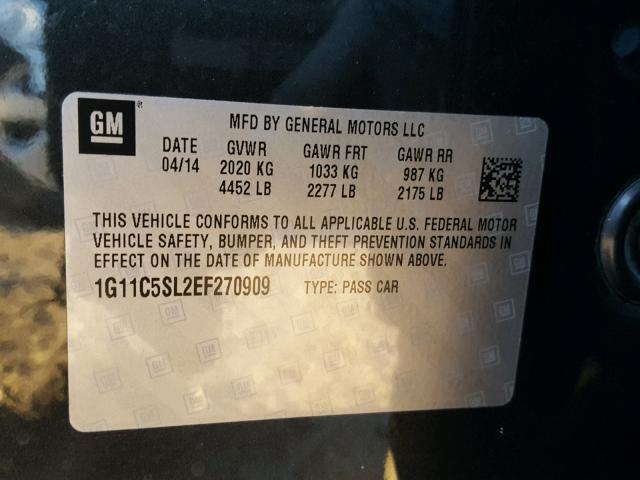 GM ®
MFD BY GENERAL MOTORS LLC
DATE GVWR GAWR FRT GAWR RR
04/14 2020 KG 1033 KG 987 KG
4452 LB 2277 LB 2175 LB
THIS VEHICLE CONFORMS TO ALL APPLICABLE U.S. FEDERAL MOTOR
VEHICLE SAFETY, BUMPER, AND THEFT PREVENTION STANDARDS IN
EFFECT ON THE DATE OF MANUFACTURE SHOWN ABOVE.
1G11C5SL2EF270909 TYPE: PASS CAR